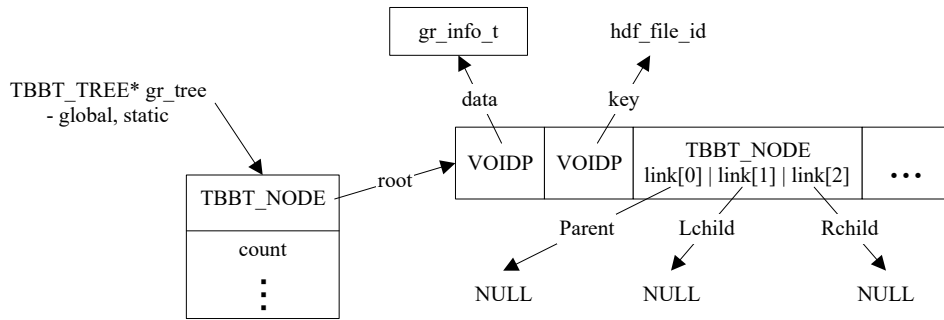 gr_info_t
hdf_file_id
TBBT_TREE* gr_tree
- global, static
data
key
VOIDP
VOIDP
TBBT_NODE
link[0] | link[1] | link[2]
...
root
TBBT_NODE
Parent
Lchild
Rchild
count
NULL
NULL
NULL